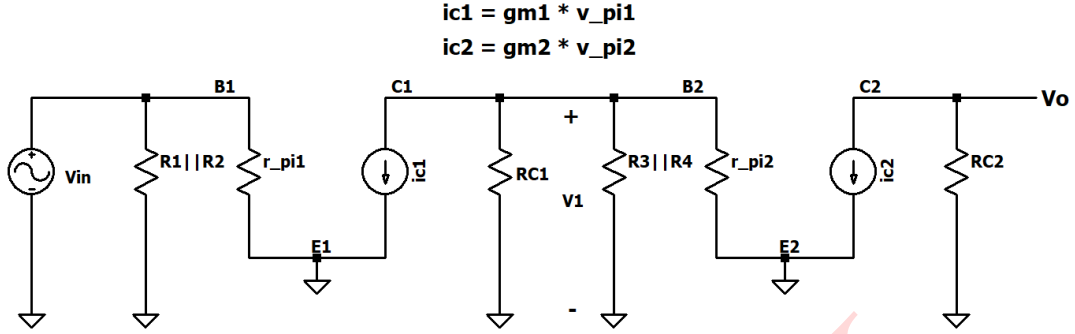 ic1 = gm1 * v_pi1
ic2 = gm2 * v_pi2
B1
C1
B2
C2
Vo
+
Vin
R1||R2
r_pi1
ic1
RC1
V1
R3||R4
r_pi2
ic2
RC2
E1
E2
-